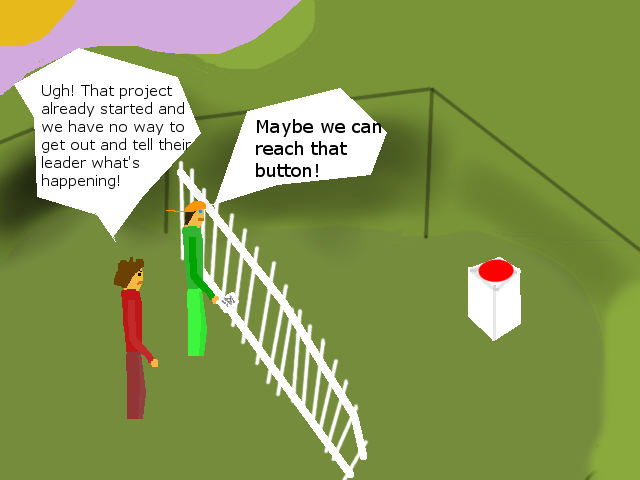 Ugh! That project
already started and
we have no way to
get out and tell their
leader what's
happening!
Maybe we can
reach that
button!